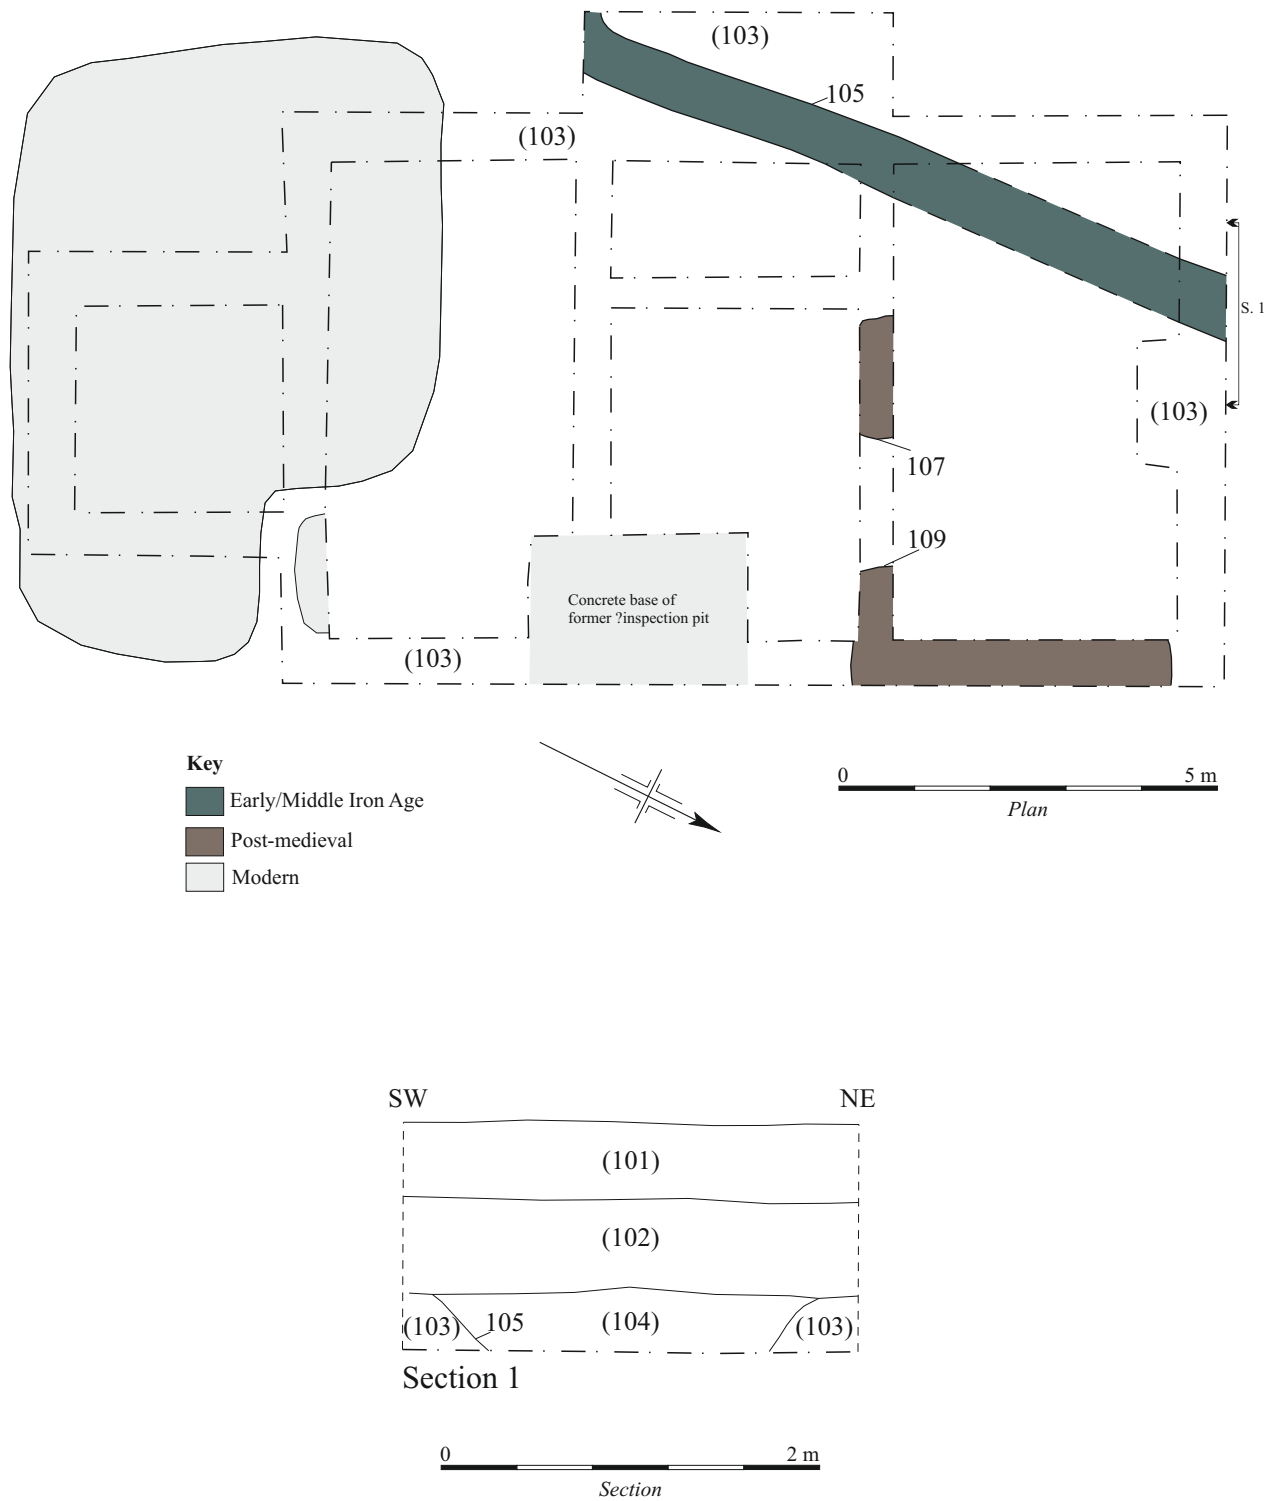 (103)
105
(103)
S. 1
(103)
107
109
Concrete base of
former ?inspection pit
(103)
Key
Early/Middle Iron Age
Post-medieval
Modern
0 5 m
Plan
SW NE
(101)
(102)
(103) 105 (104) (103)
Section 1
0 2 m
Section